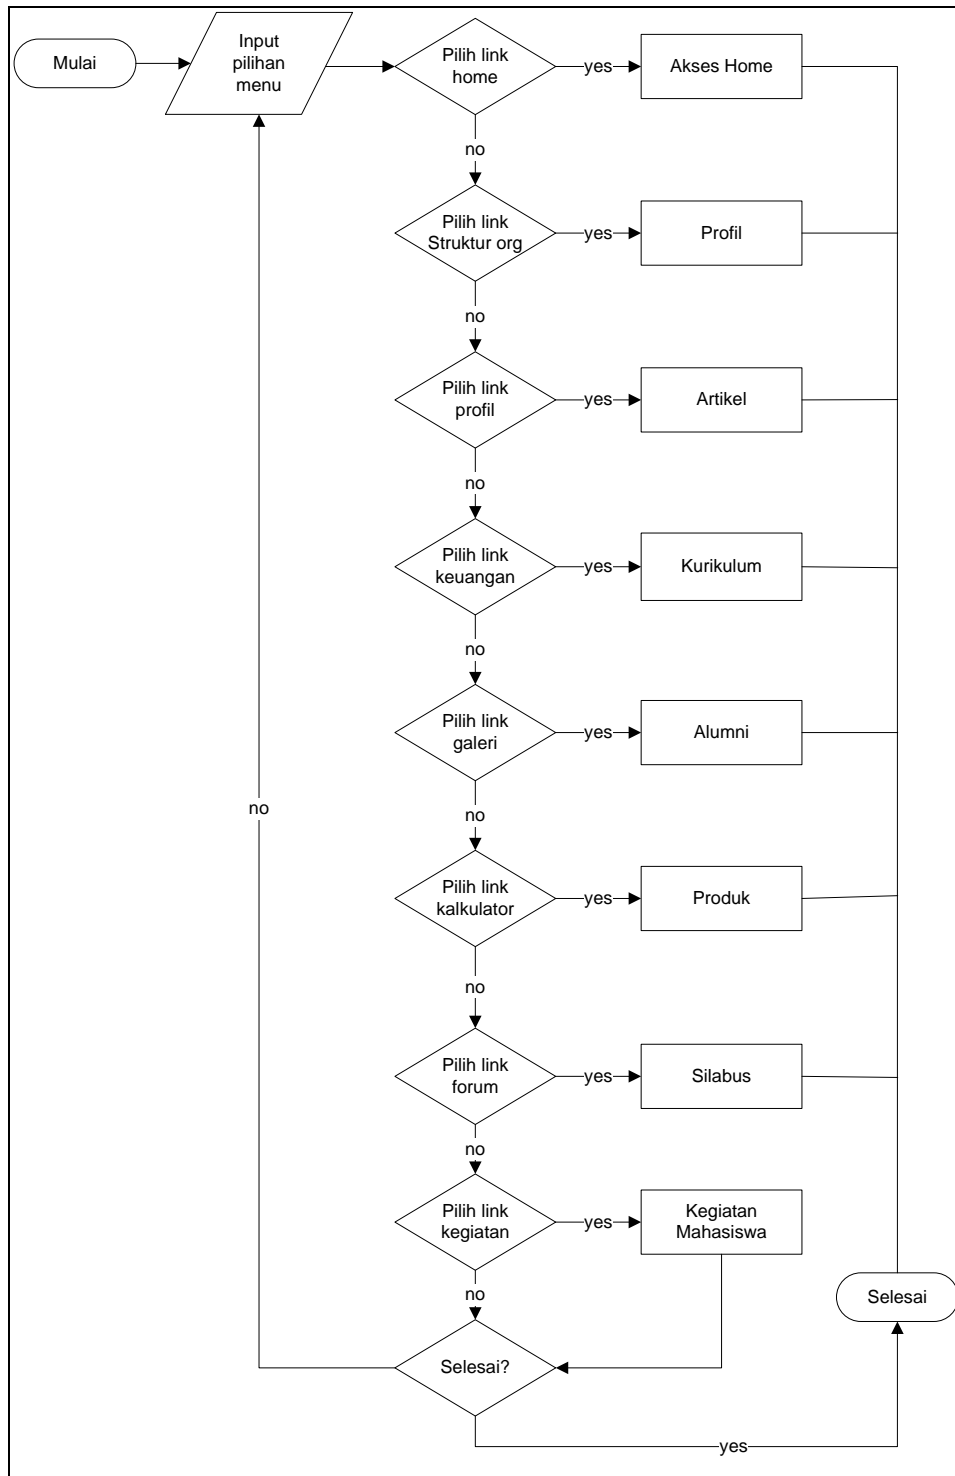 Mulai
Input
pilihan
menu
Pilih link
home
yes
Akses Home
no
Pilih link
Struktur org
yes
Profil
no
Pilih link
profil
yes
Artikel
no
Pilih link
keuangan
yes
Kurikulum
no
Pilih link
galeri
yes
Alumni
no
no
Pilih link
kalkulator
yes
Produk
no
Pilih link
forum
yes
Silabus
no
Pilih link
kegiatan
yes
Kegiatan
Mahasiswa
no
Selesai
Selesai?
yes